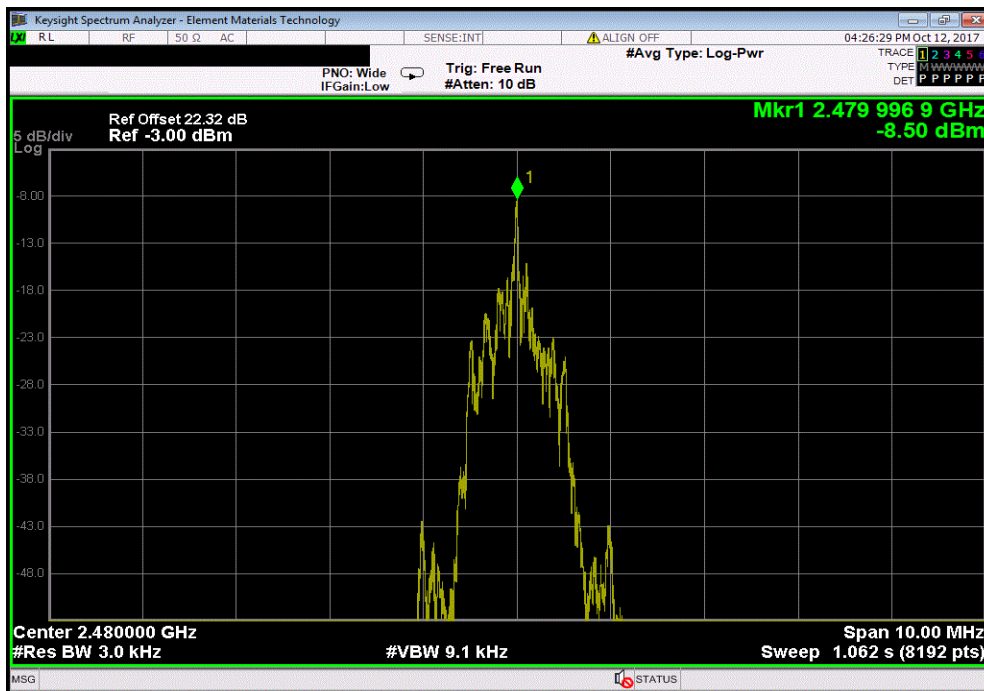 Keysight Spectrum Analyzer - Element Materials Technology
LXI RL RF 50 Ω AC SENSE:INT ALIGN OFF 04:26:29 PM Oct 12, 2017
#Avg Type: Log-Pwr TRACE 1 2 3 4 5 6
PNO: Wide Trig: Free Run TYPE M W W W W W
IFGain:Low #Atten: 10 dB DET P P P P P P
Mkr1 2.479 996 9 GHz
Ref Offset 22.32 dB
5 dB/div Ref -3.00 dBm -8.50 dBm
Log
1
-8.00
-13.0
-18.0
-23.0
-28.0
-33.0
-38.0
-43.0
-48.0
Center 2.480000 GHz Span 10.00 MHz
#Res BW 3.0 kHz #VBW 9.1 kHz Sweep 1.062 s (8192 pts)
MSG STATUS